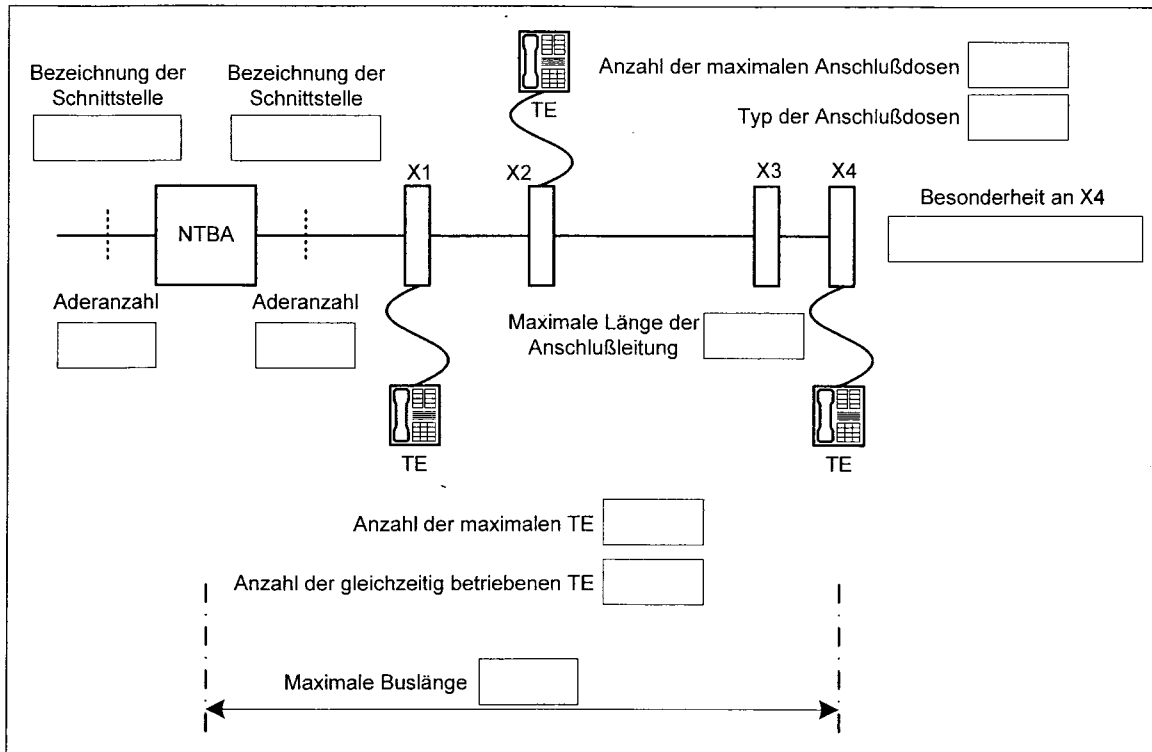 Bezeichnung der
Schnittstelle
Bezeichnung der
Schnittstelle
TE
Anzahl der maximalen Anschlußdosen
Typ der Anschlußdosen
X1
X2
X3
X4
Besonderheit an X4
NTBA
Aderanzahl
Aderanzahl
Maximale Länge der
Anschlußleitung
TE
TE
Anzahl der maximalen TE
Anzahl der gleichzeitig betriebenen TE
Maximale Buslänge